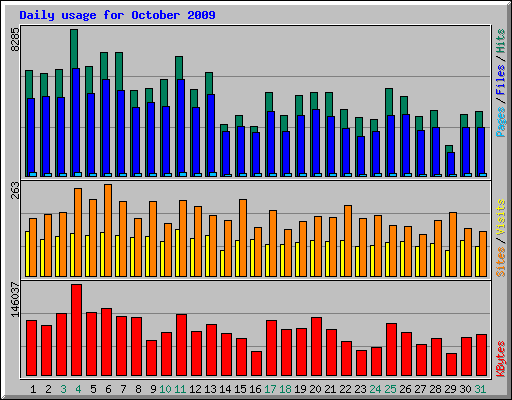 Daily usage for October 2009
8285
Pages / Files / Hits
263
Sites / Visits
146037
KBytes
1 2 3 4 5 6 7 8 9 10 11 12 13 14 15 16 17 18 19 20 21 22 23 24 25 26 27 28 29 30 31